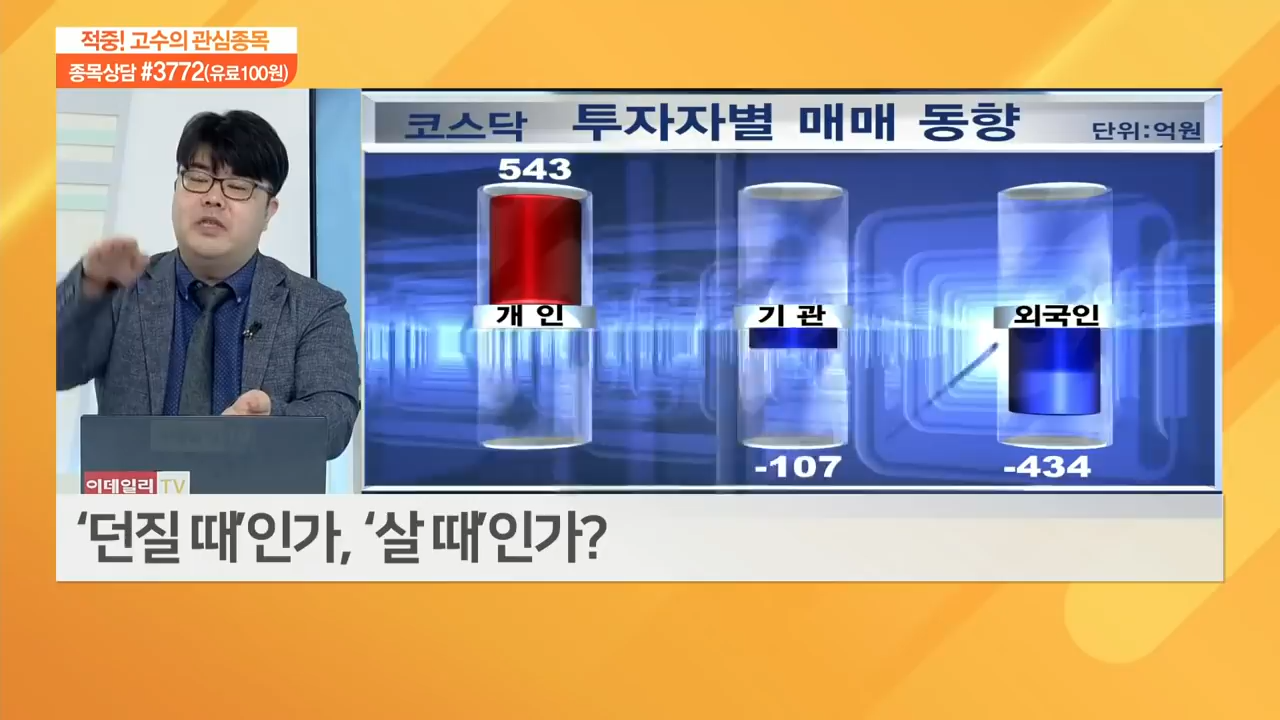 적중! 고수의 관심종목
종목상담 #3772(유료100원)
코스닥 투자자별 매매 동향 단위:억원
543
개인 기관 외국인
-107 -434
이데일리 TV
‘던질 때’인가, ‘살 때’인가?